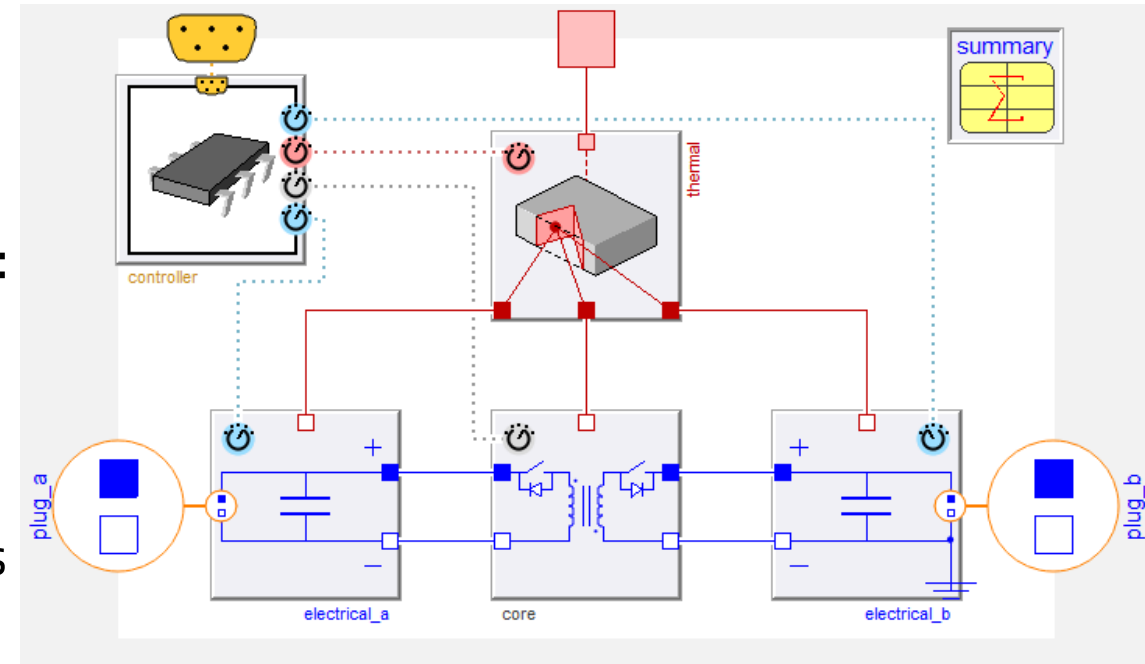 summary
thermal
controller
:
s
+
−
+
−
plug_a
plug_b
electrical_a
core
electrical_b